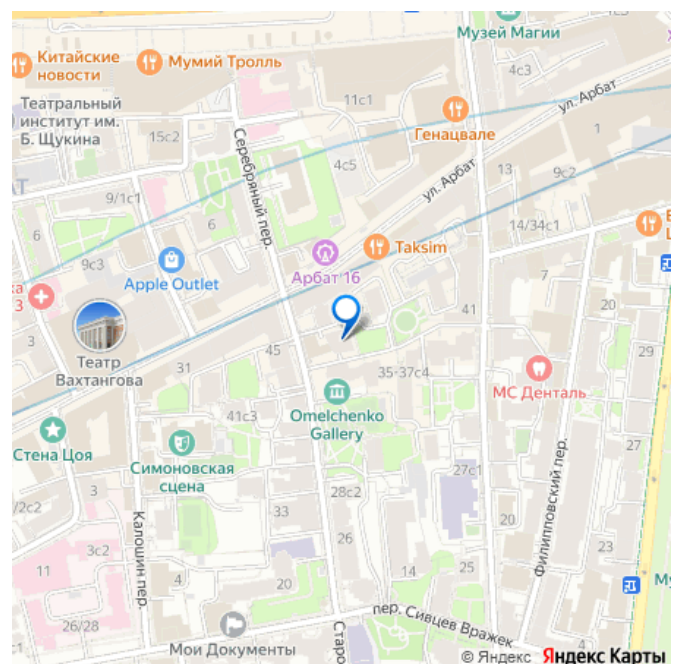 Музей Магии
Китайские
новости
Мумий Тролль
4с3
Театральный
институт им.
Б. Щукина
11с1
ул. Арбат
15с2
Генацвале
1
Серебряный пер.
4с5
13
9с2
ул. Арбат
9/1с1
6
6
14/34с1
Taksim
9с3
Apple Outlet
Арбат 16
7
3
20
41
3
Театр
Вахтангова
45
31
29
35-37с4
МС Денталь
41с3
Omelchenko
Gallery
Стена Цоя
Симоновская
сцена
27
27с1
Филипповский пер.
3
28с2
/2с2
Калошин пер.
33
20
3с2
26
23
11
4
25
14
20
26/28
пер. Сивцев Вражек
Мои Документы
Старо
© Яндекс Яндекс Карты